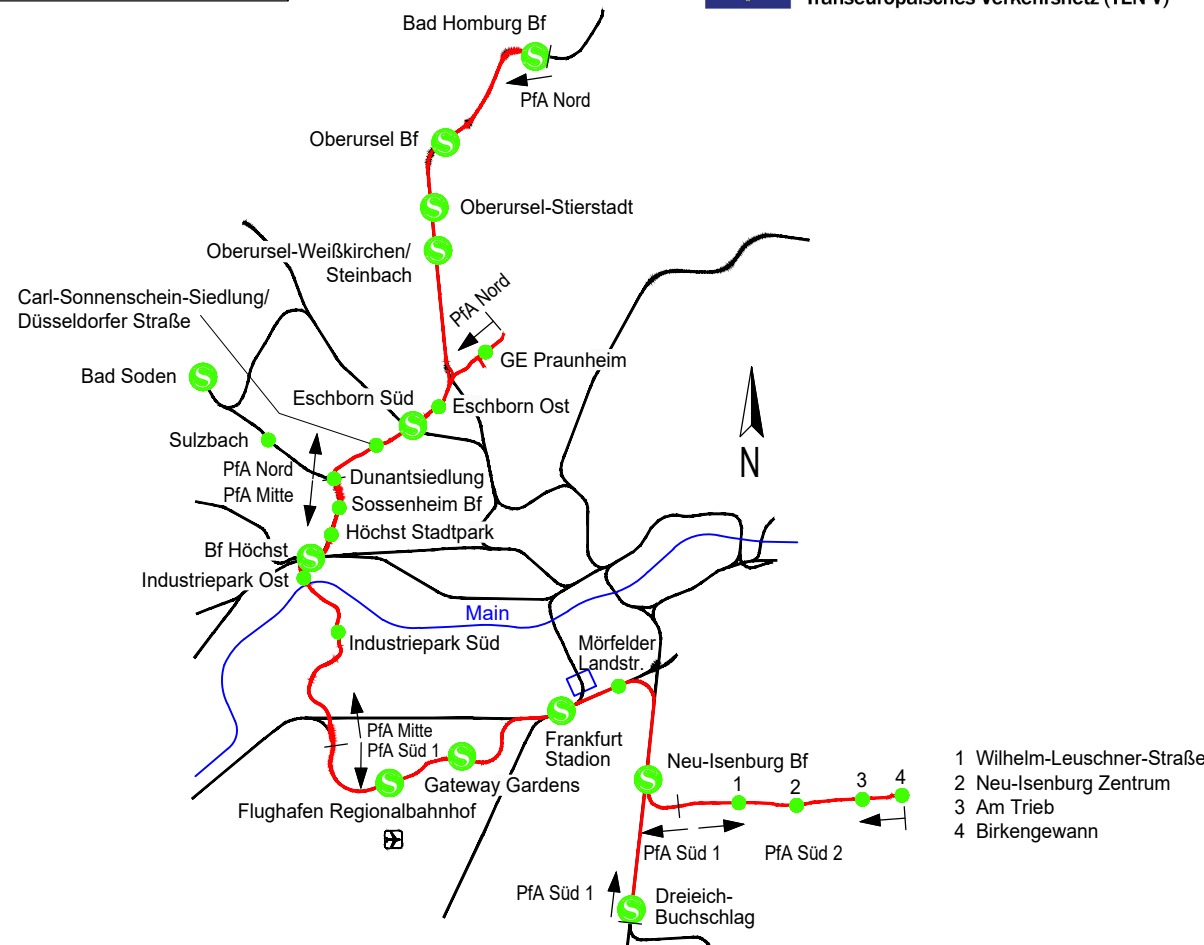 Transeuropäisches Verkehrsnetz (TEN-V)
Bad Homburg Bf
PfA Nord
Oberursel Bf
Oberursel-Stierstadt
Oberursel-Weißkirchen/
Steinbach
Carl-Sonnenschein-Siedlung/
Düsseldorfer Straße
PfA Nord
GE Praunheim
Bad Soden
Eschborn Süd
Eschborn Ost
Sulzbach
PfA Nord
PfA Mitte
Dunantsiedlung
Sossenheim Bf
Höchst Stadtpark
Bf Höchst
Industriepark Ost
N
Main
Industriepark Süd
Mörfelder
Landstr.
PfA Mitte
PfA Süd 1
Frankfurt
Stadion
Gateway Gardens
Flughafen Regionalbahnhof
Neu-Isenburg Bf
1
2
3
4
1 Wilhelm-Leuschner-Straße
2 Neu-Isenburg Zentrum
3 Am Trieb
4 Birkengewann
PfA Süd 1
PfA Süd 2
PfA Süd 1
Dreieich-
Buchschlag